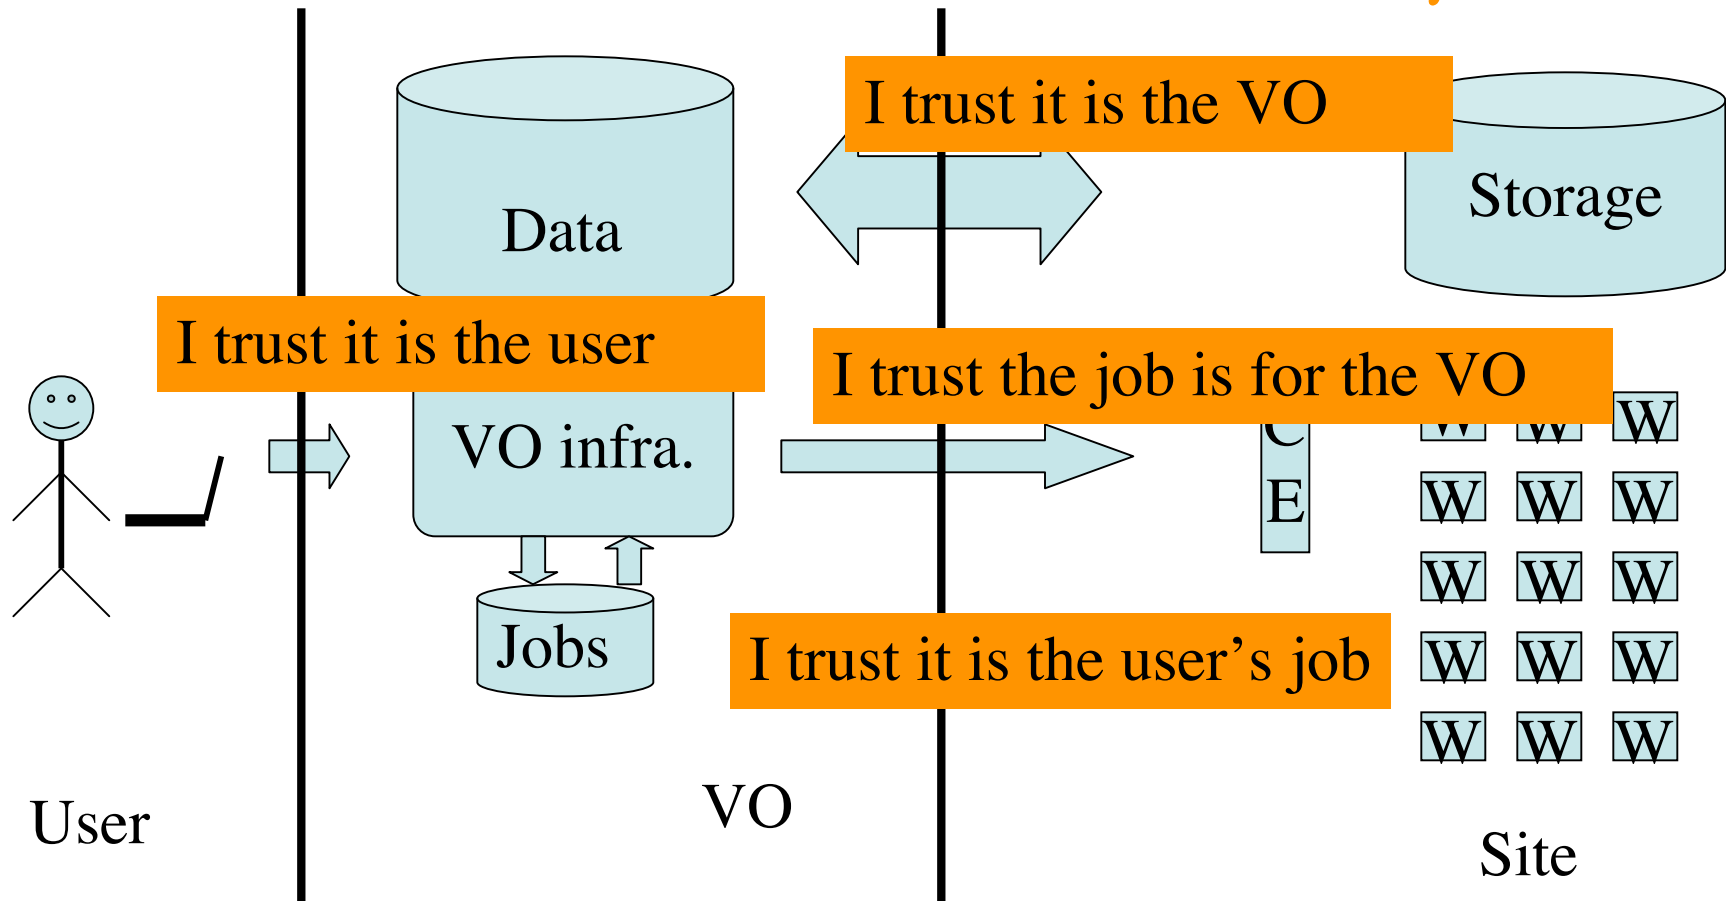 I trust it is the VO
Data
Storage
I trust it is the user
I trust the job is for the VO
VO infra.
C
E
W W W
W W W
W W W
W W W
W W W
Jobs
I trust it is the user’s job
User
VO
Site